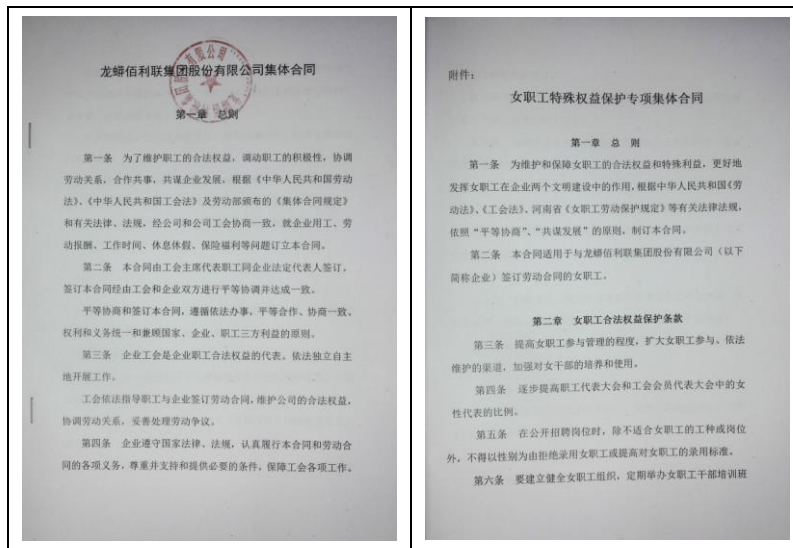 龙蟒佰利联集团股份有限公司集体合同
第一章 总则
第一条 为了维护职工的合法权益，调动职工的积极性，协调
劳动关系，合作共事，共谋企业发展，根据《中华人民共和国劳动
法》、《中华人民共和国工会法》及劳动部颁布的《集体合同规定》
和有关法律、法规，经公司和公司工会协商一致，就企业用工、劳
动报酬、工作时间、休息休假、保险福利等问题订立本合同。
第二条 本合同由工会主席代表职工同企业法定代表人签订，
签订本合同经由工会和企业双方进行平等协调并达成一致。
平等协商和签订本合同，遵循依法办事，平等合作、协商一致、
权利和义务统一和兼顾国家、企业、职工三方利益的原则。
第三条 企业工会是企业职工合法权益的代表。依法独立自主
地开展工作。
工会依法指导职工与企业签订劳动合同，维护公司的合法权益，
协调劳动关系，妥善处理劳动争议。
第四条 企业遵守国家法律、法规，认真履行本合同和劳动合
同的各项义务，尊重并支持和提供必要的条件，保障工会各项工作。
附件：
女职工特殊权益保护专项集体合同
第一章 总 则
第一条 为维护和保障女职工的合法权益和特殊利益，更好地
发挥女职工在企业两个文明建设中的作用，根据中华人民共和国《劳
动法》、《工会法》、河南省《女职工劳动保护规定》等有关法律法规，
依照“平等协商”、“共谋发展”的原则，制订本合同。
第二条 本合同适用于与龙蟒佰利联集团股份有限公司（以下
简称企业）签订劳动合同的女职工。
第二章 女职工合法权益保护条款
第三条 提高女职工参与管理的程度，扩大女职工参与、依法
维护的渠道，加强对女干部的培养和使用。
第四条 逐步提高职工代表大会和工会会员代表大会中的女
性代表的比例。
第五条 在公开招聘岗位时，除不适合女职工的工种或岗位
外，不得以性别为由拒绝录用女职工或提高对女职工的录用标准。
第六条 要建立健全女职工组织，定期举办女职工干部培训班